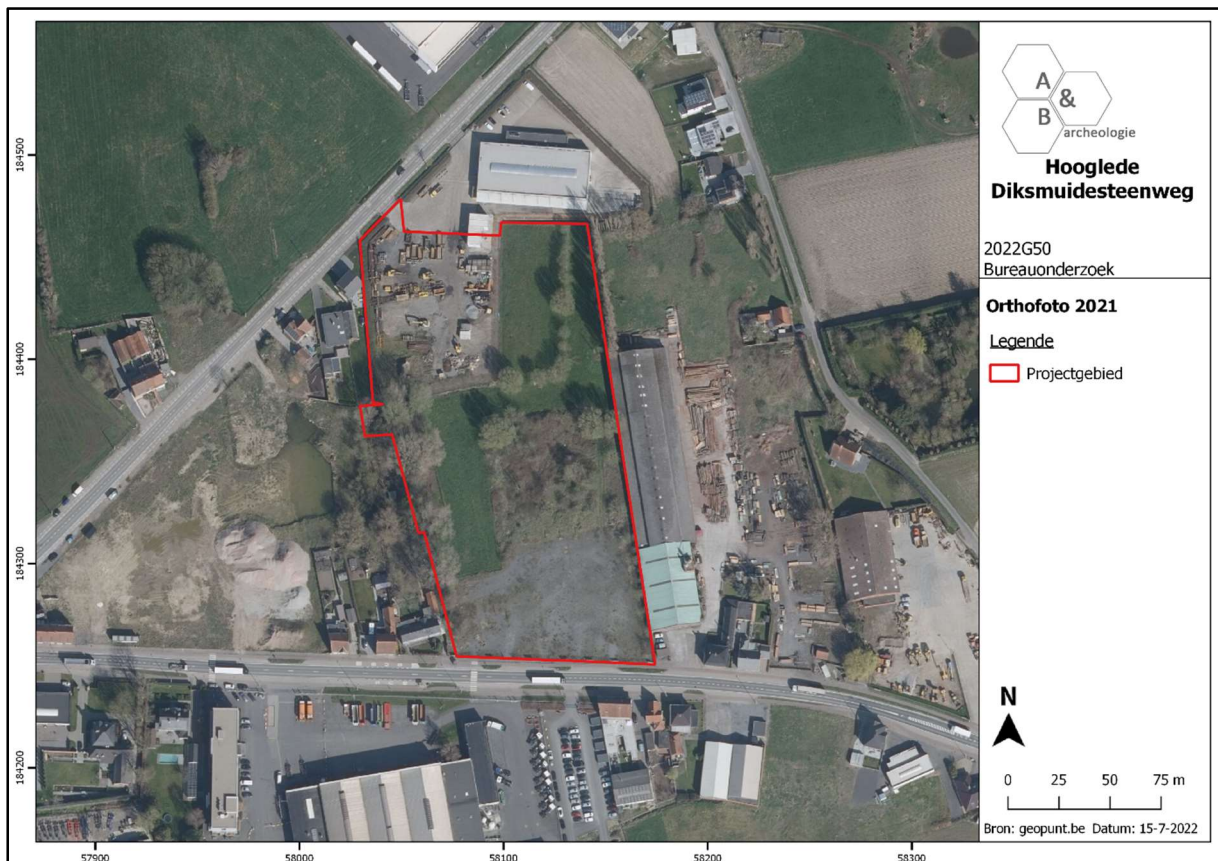 A
&
B
archeologie
Hooglede
Diksmuidesteenweg
2022G50
Bureauonderzoek
Orthofoto 2021
Legende
Projectgebied
N
0 25 50 75 m
Bron: geopunt.be Datum: 15-7-2022
184500
184400
184300
184200
57900 58000 58100 58200 58300